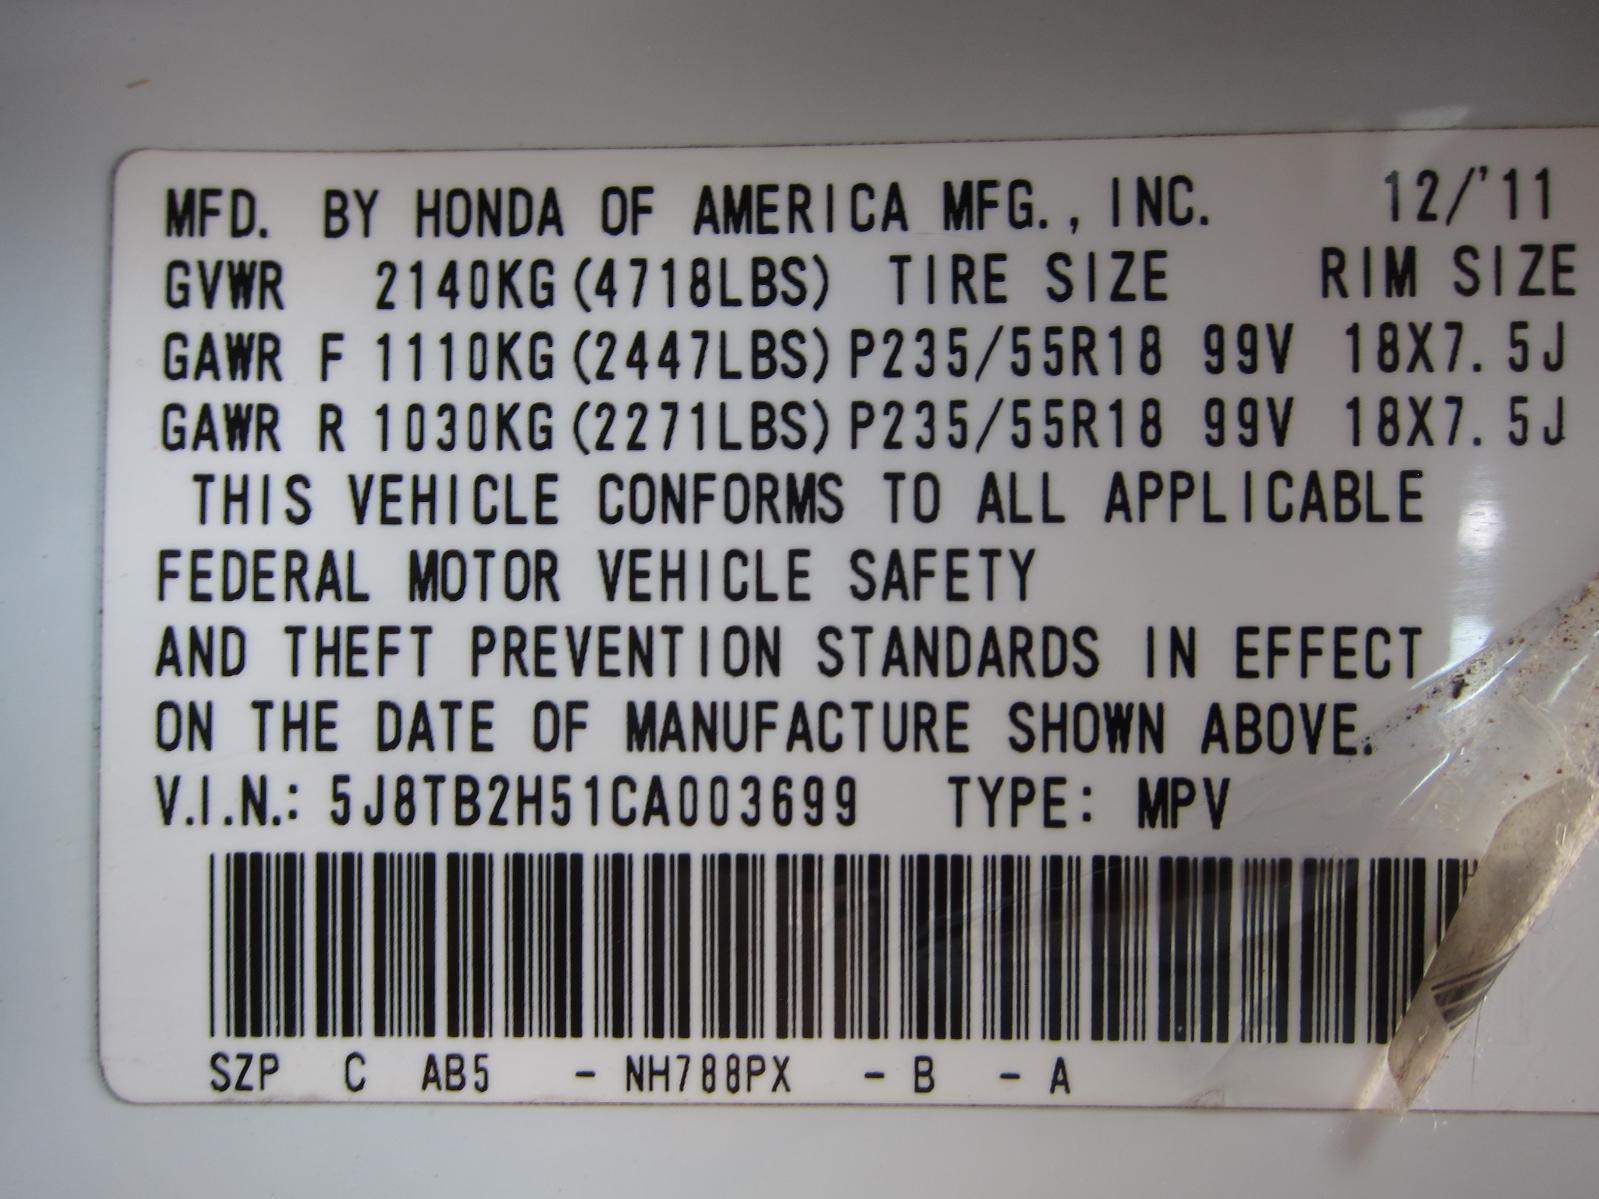 MFD. BY HONDA OF AMERICA MFG., INC. 12/'11
GVWR 2140KG(4718LBS) TIRE SIZE RIM SIZE
GAWR F 1110KG(2447LBS)P235/55R18 99V 18X7.5J
GAWR R 1030KG(2271LBS)P235/55R18 99V 18X7.5J
THIS VEHICLE CONFORMS TO ALL APPLICABLE
FEDERAL MOTOR VEHICLE SAFETY
AND THEFT PREVENTION STANDARDS IN EFFECT
ON THE DATE OF MANUFACTURE SHOWN ABOVE.
V.I.N.: 5J8TB2H51CA003699 TYPE: MPV
SZP C AB5 - NH788PX - B - A